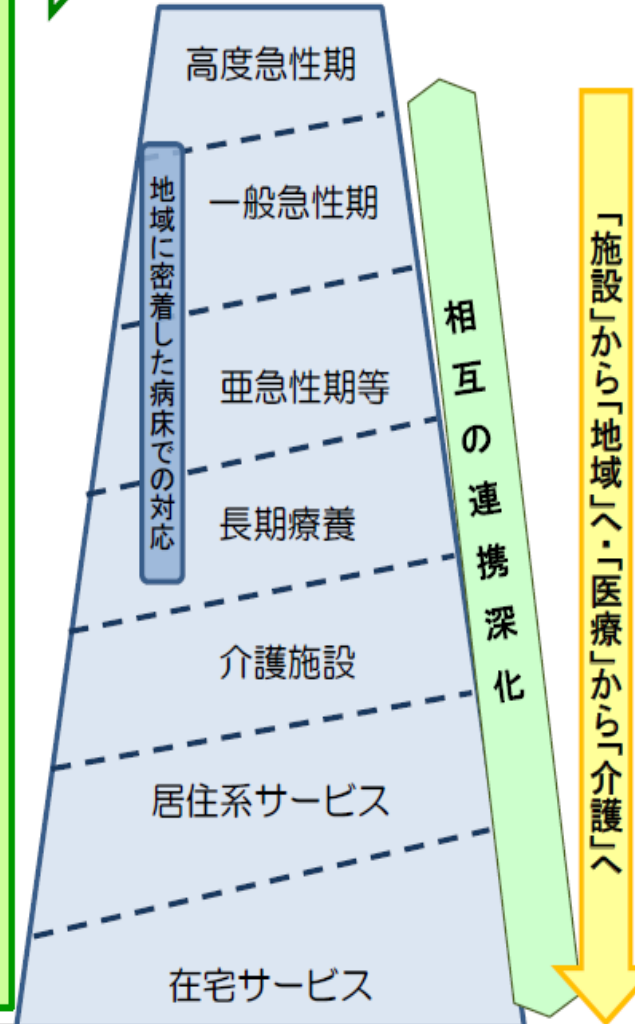 高度急性期
一般急性期
亜急性期等
長期療養
介護施設
居住系サービス
在宅サービス
地域に密着した病床での対応
相互の連携深化
「施設」から「地域」へ・「医療」から「介護」へ